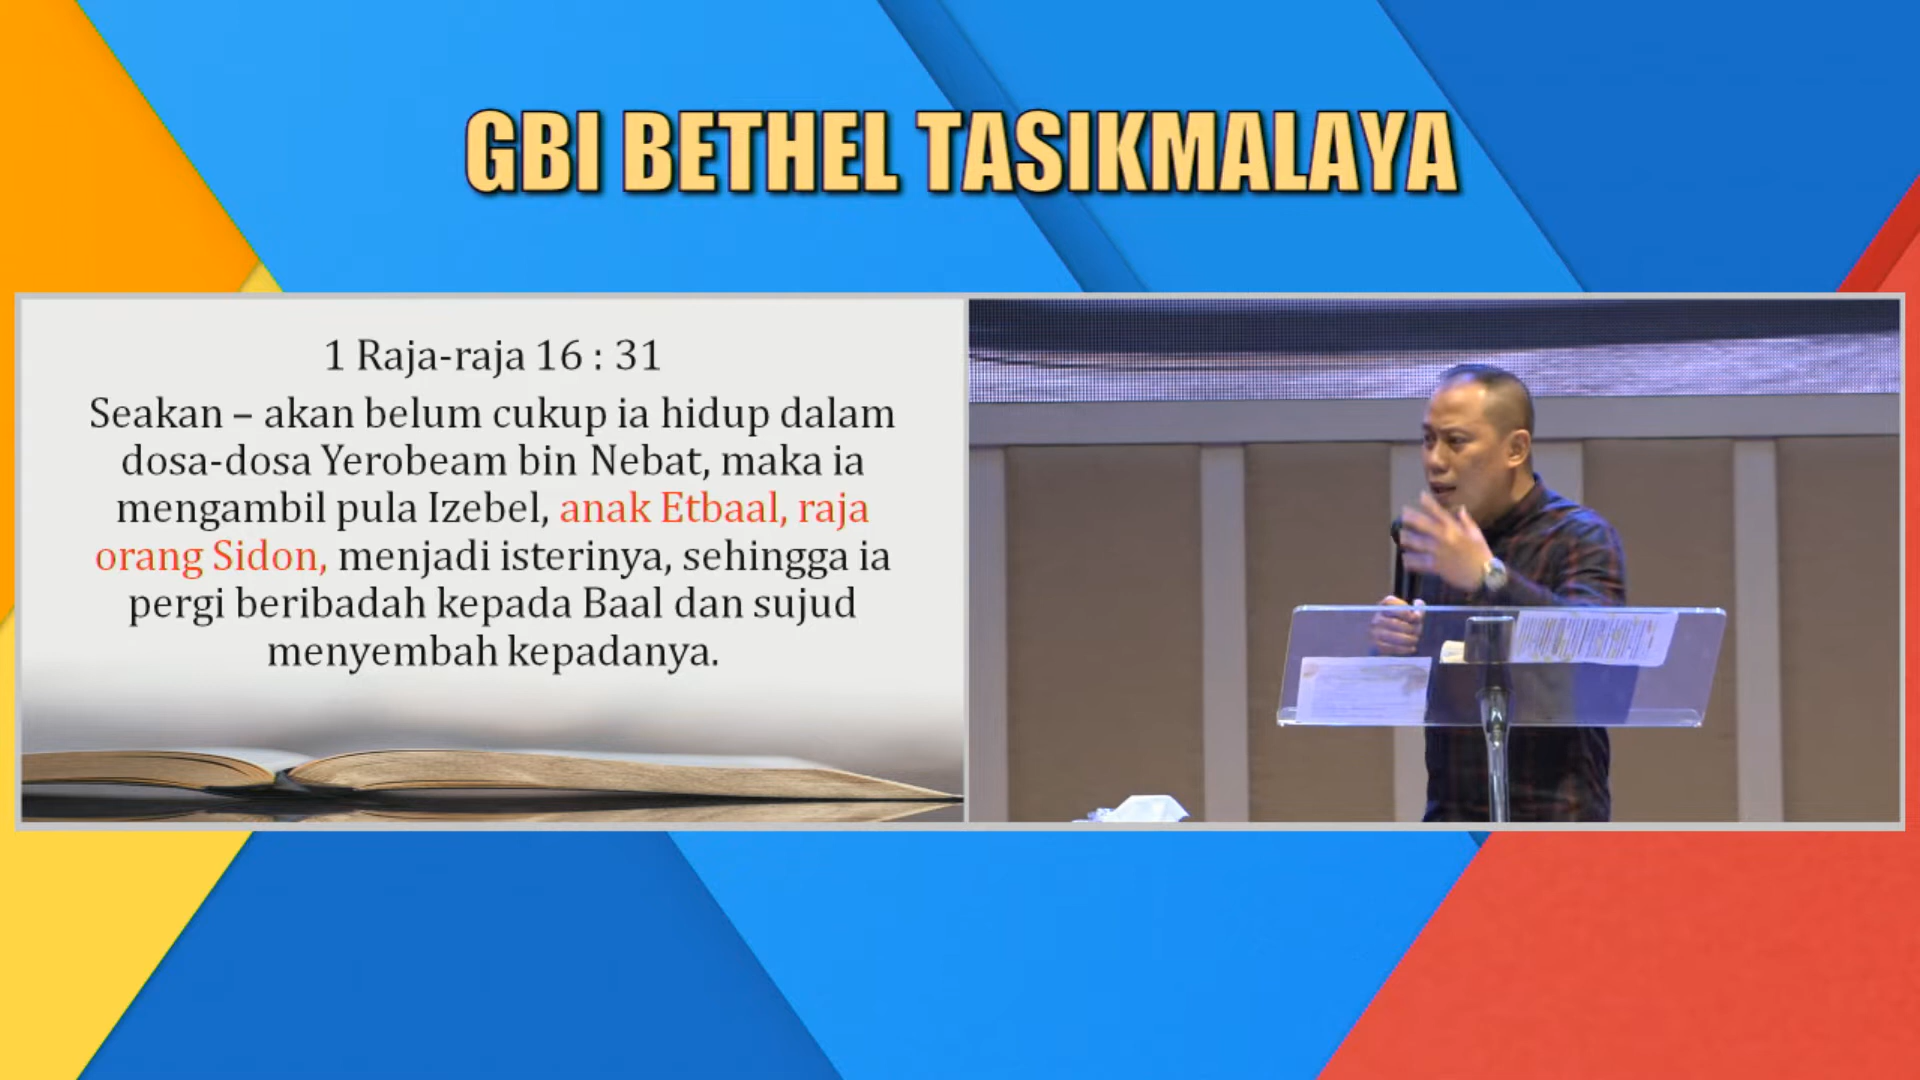 GBI BETHEL TASIKMALAYA
1 Raja-raja 16 : 31
Seakan – akan belum cukup ia hidup dalam
dosa-dosa Yerobeam bin Nebat, maka ia
mengambil pula Izebel, anak Etbaal, raja
orang Sidon, menjadi isterinya, sehingga ia
pergi beribadah kepada Baal dan sujud
menyembah kepadanya.